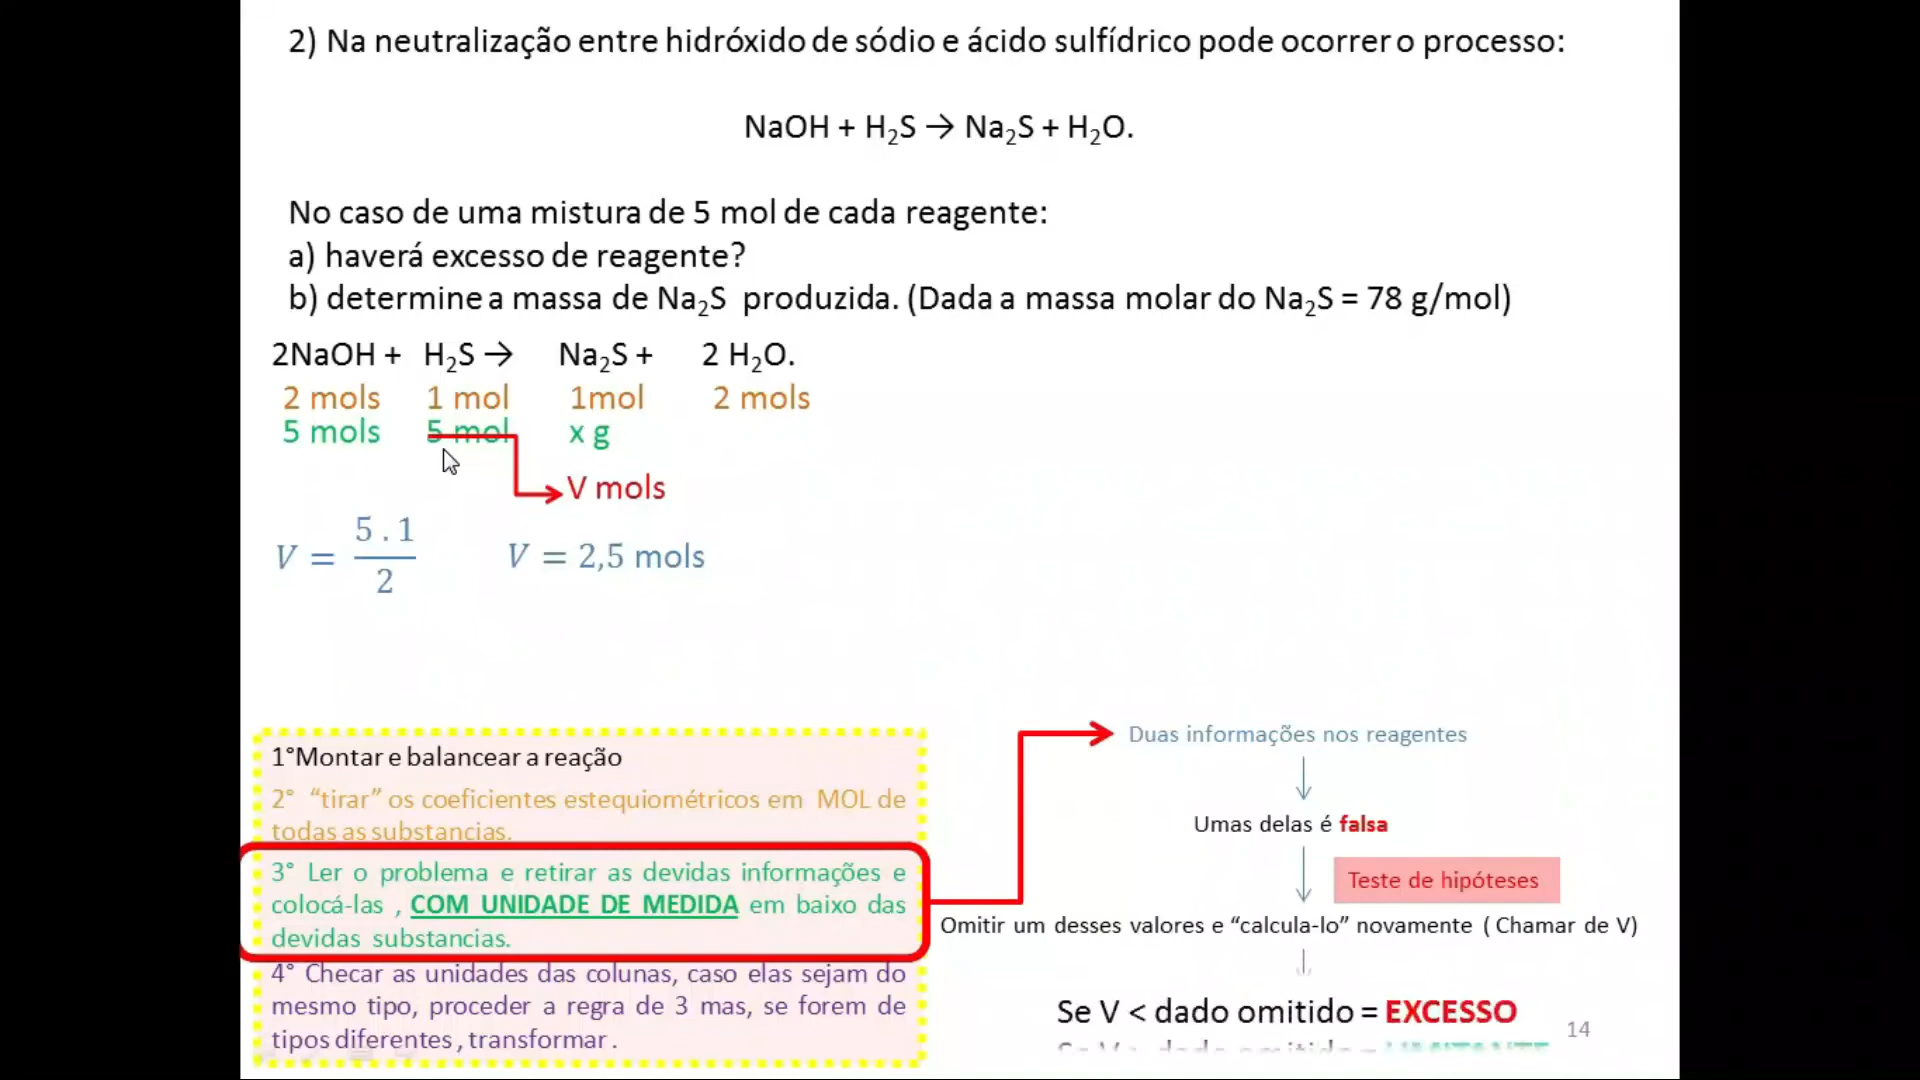 2) Na neutralização entre hidróxido de sódio e ácido sulfídrico pode ocorrer o processo:
NaOH + H₂S → Na₂S + H₂O.
No caso de uma mistura de 5 mol de cada reagente:
a) haverá excesso de reagente?
b) determine a massa de Na₂S produzida. (Dada a massa molar do Na₂S = 78 g/mol)
2NaOH + H₂S → Na₂S + 2 H₂O.
2 mols 1 mol 1mol 2 mols
5 mols 5 mol x g
V mols
V = 5 . 1 / 2 V = 2,5 mols
1°Montar e balancear a reação
2° “tirar” os coeficientes estequiométricos em MOL de
todas as substancias.
3° Ler o problema e retirar as devidas informações e
colocá-las , COM UNIDADE DE MEDIDA em baixo das
devidas substancias.
4° Checar as unidades das colunas, caso elas sejam do
mesmo tipo, proceder a regra de 3 mas, se forem de
tipos diferentes , transformar .
Duas informações nos reagentes
Umas delas é falsa
Teste de hipóteses
Omitir um desses valores e “calcula-lo” novamente ( Chamar de V)
Se V < dado omitido = EXCESSO
14